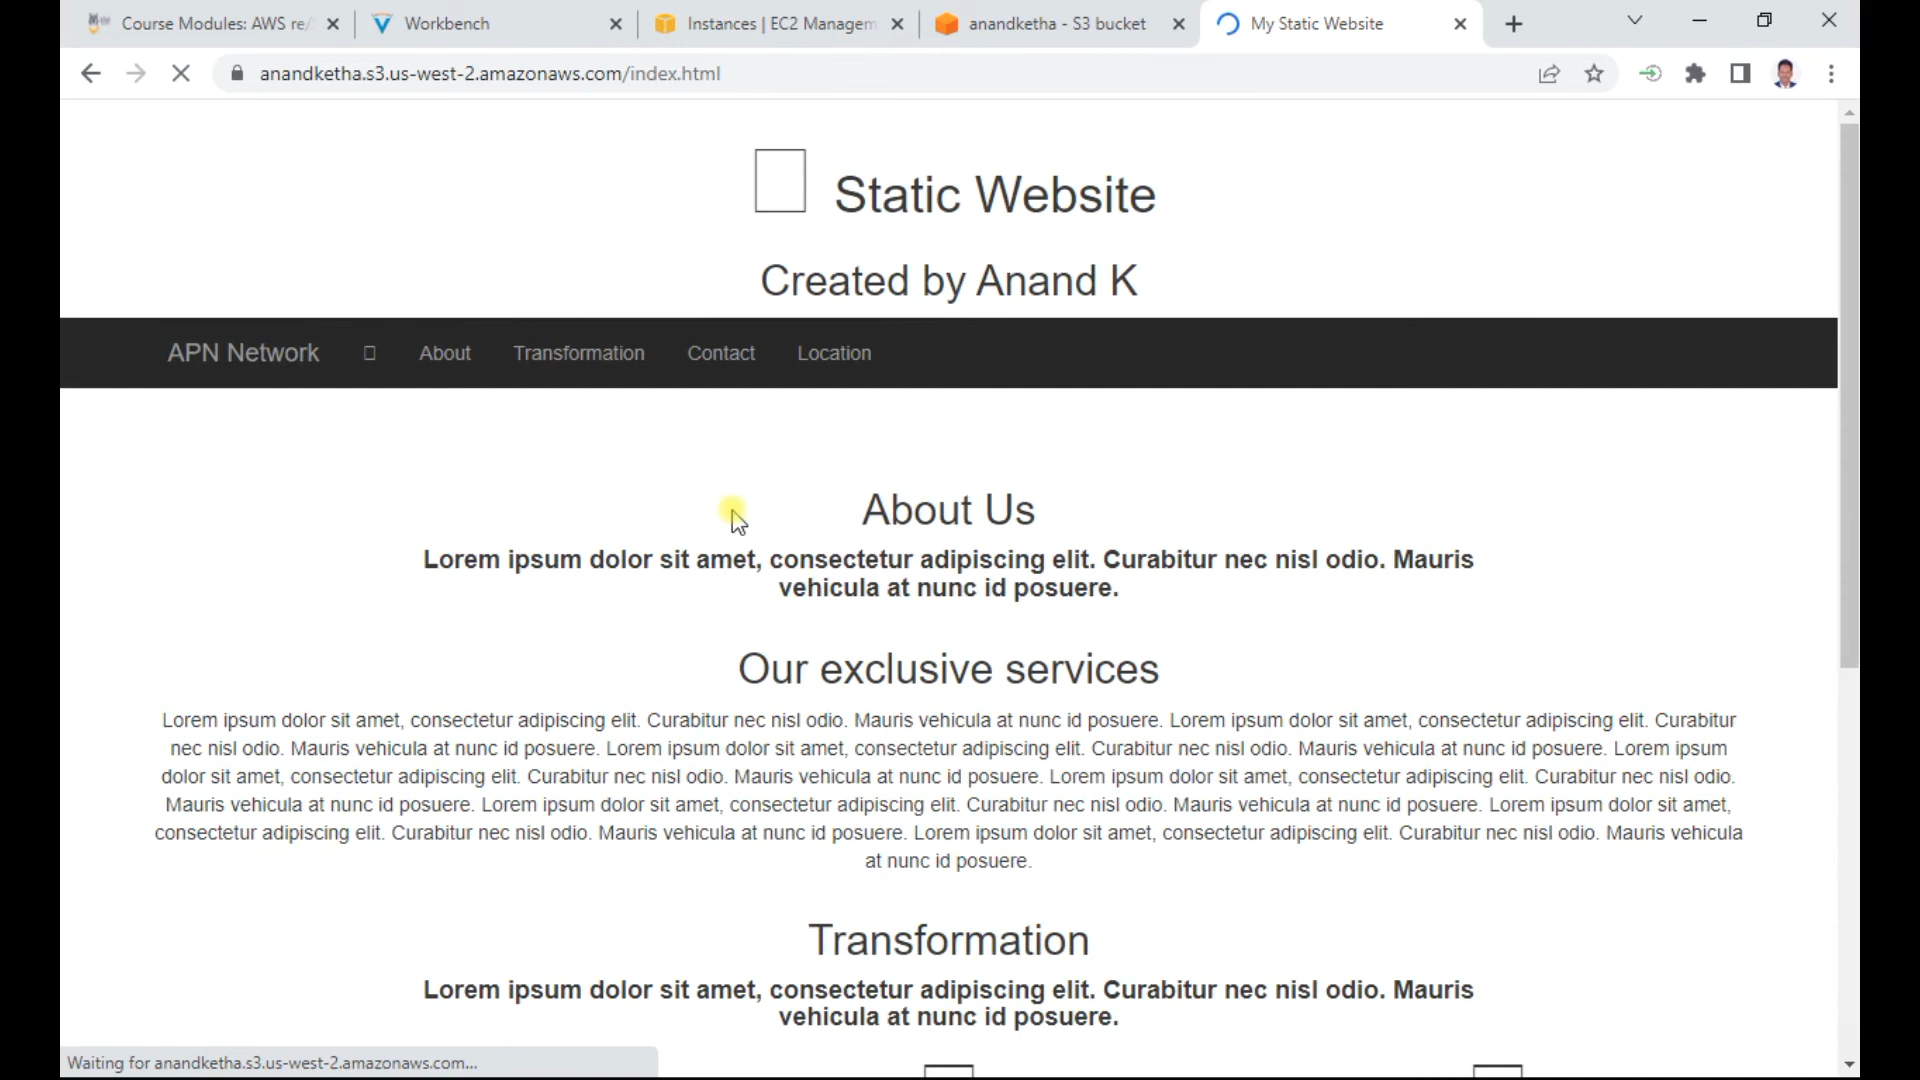 Course Modules: AWS re/
Workbench
Instances | EC2 Managem
anandketha - S3 bucket
My Static Website
anandketha.s3.us-west-2.amazonaws.com/index.html
Static Website
Created by Anand K
APN Network
About
Transformation
Contact
Location
About Us
Lorem ipsum dolor sit amet, consectetur adipiscing elit. Curabitur nec nisl odio. Mauris
vehicula at nunc id posuere.
Our exclusive services
Lorem ipsum dolor sit amet, consectetur adipiscing elit. Curabitur nec nisl odio. Mauris vehicula at nunc id posuere. Lorem ipsum dolor sit amet, consectetur adipiscing elit. Curabitur
nec nisl odio. Mauris vehicula at nunc id posuere. Lorem ipsum dolor sit amet, consectetur adipiscing elit. Curabitur nec nisl odio. Mauris vehicula at nunc id posuere. Lorem ipsum
dolor sit amet, consectetur adipiscing elit. Curabitur nec nisl odio. Mauris vehicula at nunc id posuere. Lorem ipsum dolor sit amet, consectetur adipiscing elit. Curabitur nec nisl odio.
Mauris vehicula at nunc id posuere. Lorem ipsum dolor sit amet, consectetur adipiscing elit. Curabitur nec nisl odio. Mauris vehicula at nunc id posuere. Lorem ipsum dolor sit amet,
consectetur adipiscing elit. Curabitur nec nisl odio. Mauris vehicula at nunc id posuere. Lorem ipsum dolor sit amet, consectetur adipiscing elit. Curabitur nec nisl odio. Mauris vehicula
at nunc id posuere.
Transformation
Lorem ipsum dolor sit amet, consectetur adipiscing elit. Curabitur nec nisl odio. Mauris
vehicula at nunc id posuere.
Waiting for anandketha.s3.us-west-2.amazonaws.com...